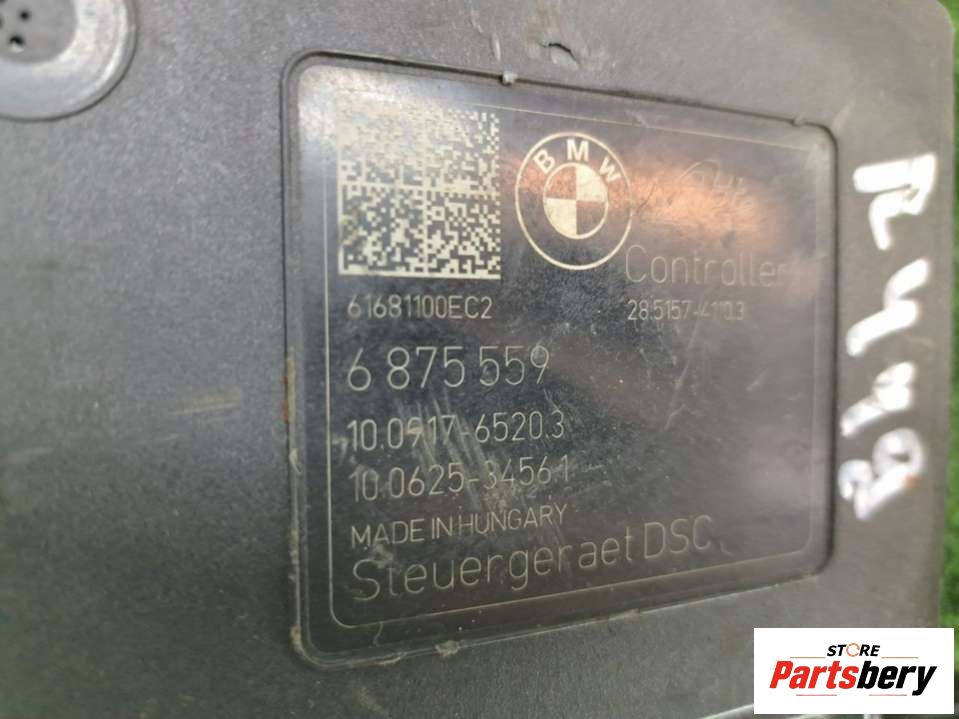 BMW
Controller
61681100EC2
28.5157-4110.3
6 875 559
10.0917-6520.3
10.0625-3456.1
MADE IN HUNGARY
Steuergeraet DSC
STORE
Partsbery